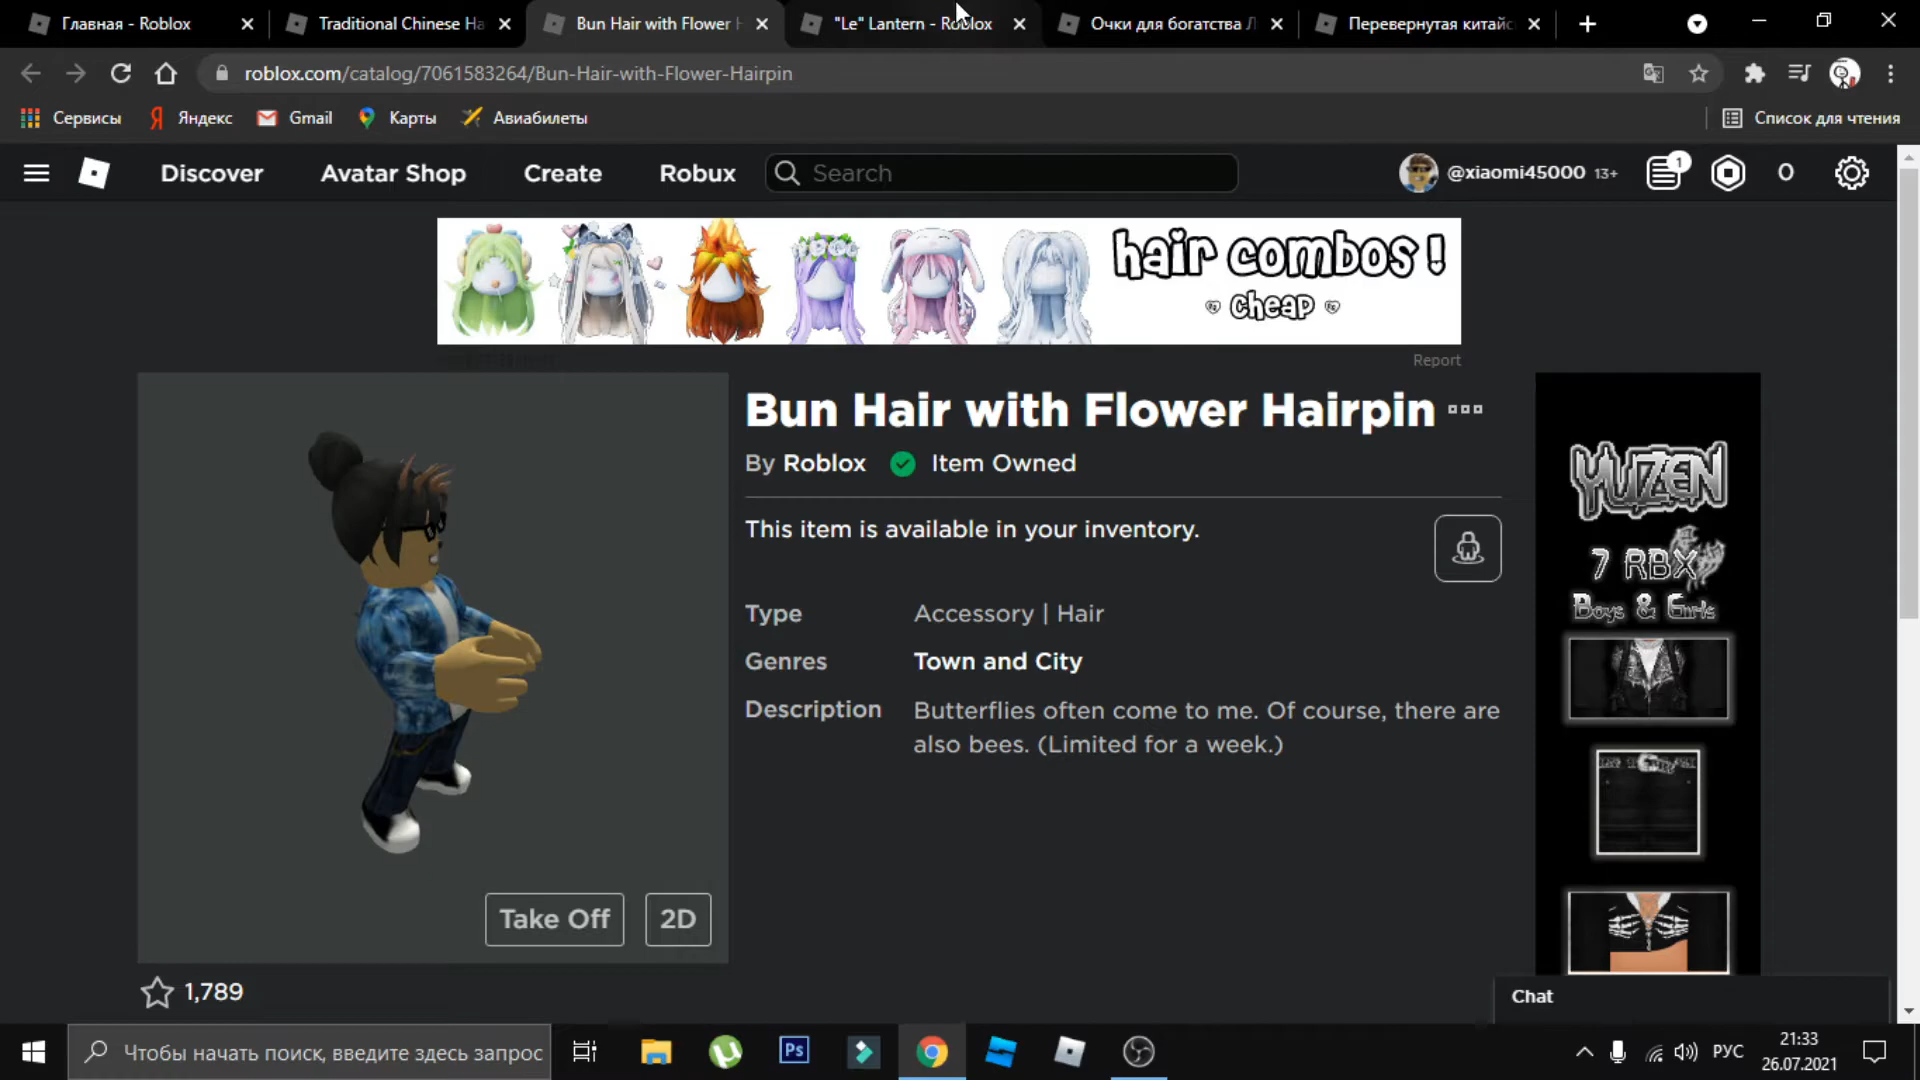 Главная - Roblox
Traditional Chinese Ha
Bun Hair with Flower H
"Le" Lantern - Roblox
Очки для богатства Л
Перевернутая китайс
roblox.com/catalog/7061583264/Bun-Hair-with-Flower-Hairpin
Сервисы
Яндекс
Gmail
Карты
Авиабилеты
Список для чтения
Discover
Avatar Shop
Create
Robux
Search
@xiaomi45000 13+
1
0
hair combos!
cheap
Report
Bun Hair with Flower Hairpin
By Roblox Item Owned
This item is available in your inventory.
Type Accessory | Hair
Genres Town and City
Description Butterflies often come to me. Of course, there are
also bees. (Limited for a week.)
Take Off
2D
1,789
YUZEN
7 RBX
Boys & Girls
Chat
Чтобы начать поиск, введите здесь запрос
Ps
РУС
21:33
26.07.2021